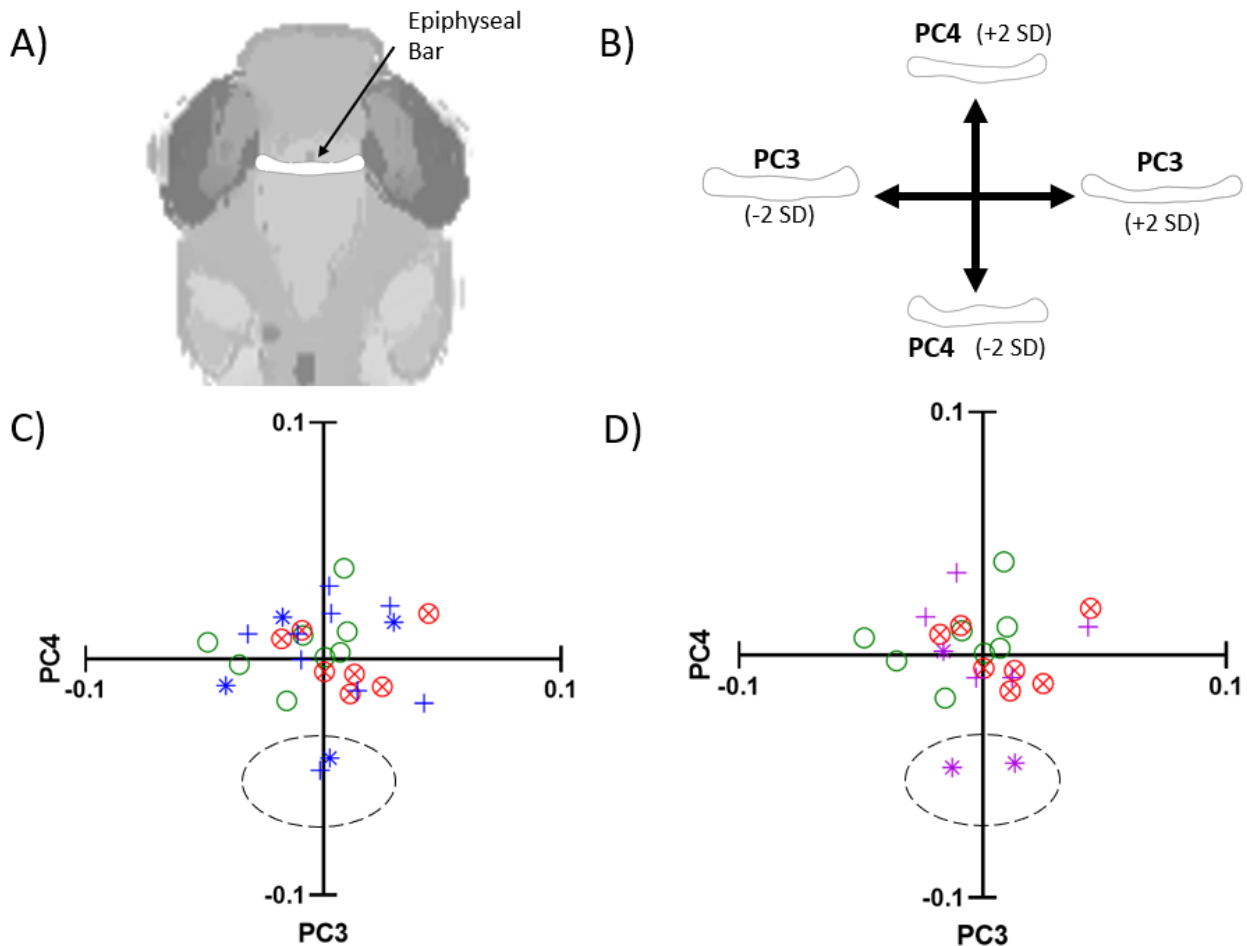 A)
Epiphyseal
Bar
B)
PC4 (+2 SD)
PC3
(-2 SD)
PC3
(+2 SD)
PC4 (-2 SD)
C)
0.1
PC4
-0.1
0.1
-0.1
PC3
D)
0.1
PC4
-0.1
0.1
-0.1
PC3